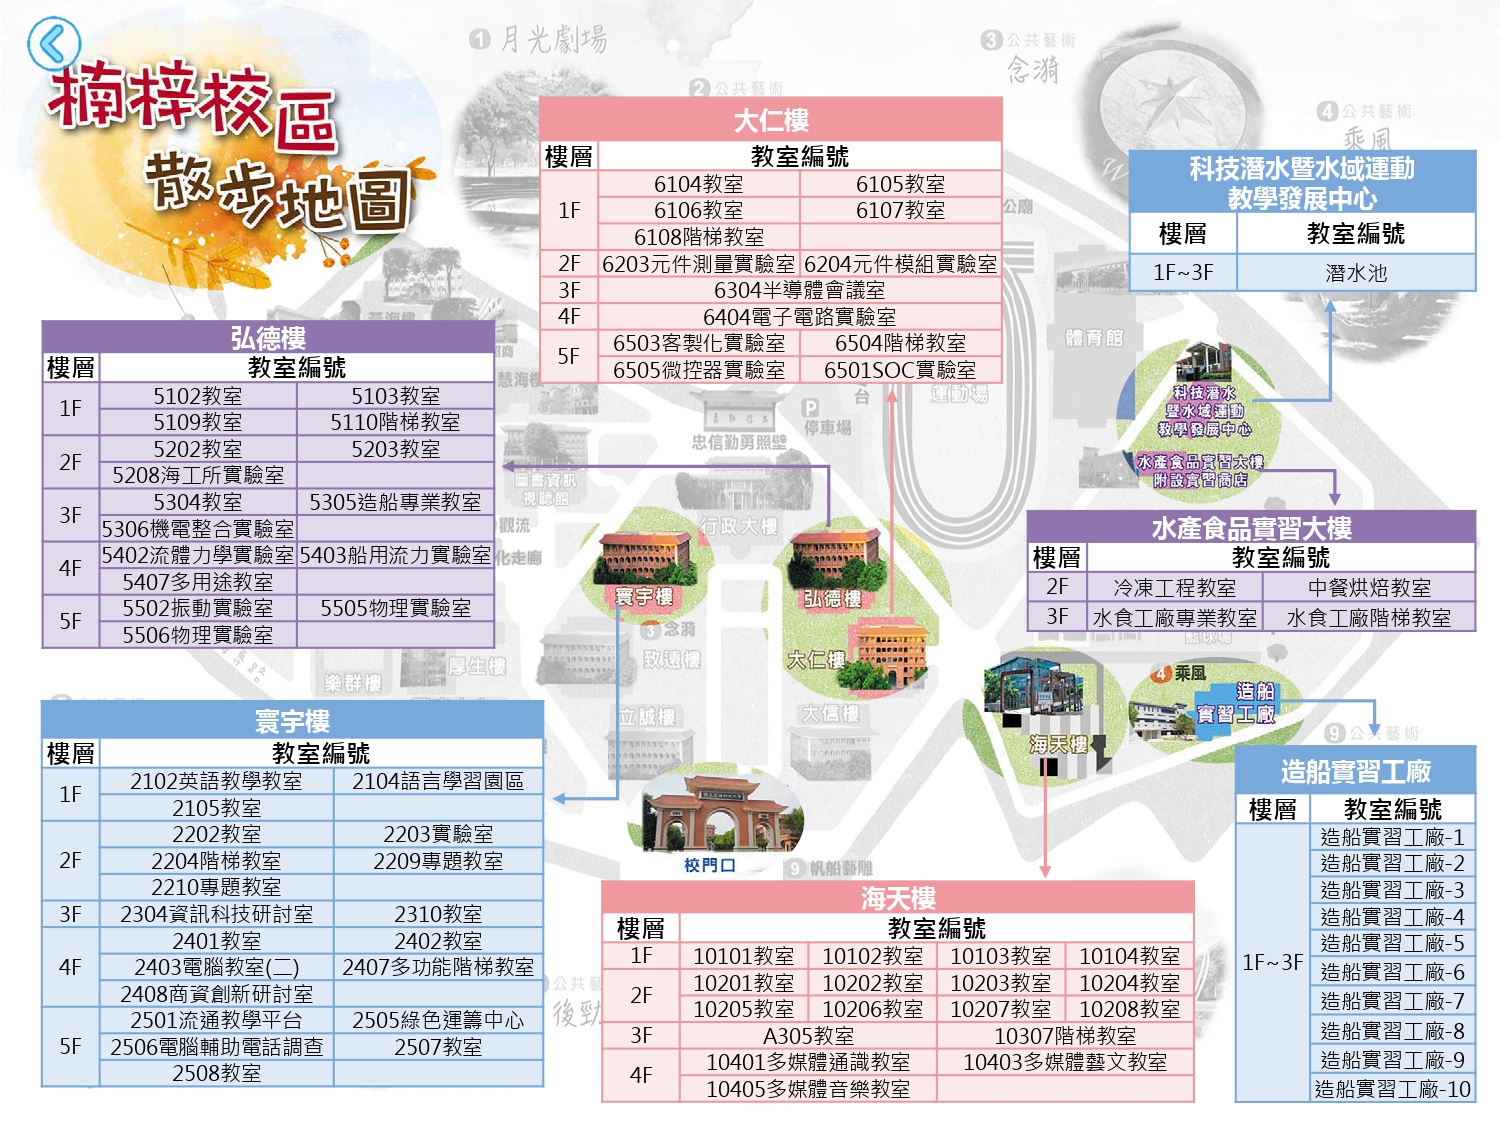 楠梓校區
散步地圖
1 月光劇場
2 公共藝術
3 公共藝術
念漪
4 公共藝術
乘風
大仁樓
樓層 教室編號
1F 6104教室 6105教室
6106教室 6107教室
6108階梯教室
2F 6203元件測量實驗室 6204元件模組實驗室
3F 6304半導體會議室
4F 6404電子電路實驗室
5F 6503客製化實驗室 6504階梯教室
6505微控器實驗室 6501SOC實驗室
科技潛水暨水域運動
教學發展中心
樓層 教室編號
1F~3F 潛水池
弘德樓
樓層 教室編號
1F 5102教室 5103教室
5109教室 5110階梯教室
2F 5202教室 5203教室
5208海工所實驗室
3F 5304教室 5305造船專業教室
5306機電整合實驗室
4F 5402流體力學實驗室 5403船用流力實驗室
5407多用途教室
5F 5502振動實驗室 5505物理實驗室
5506物理實驗室
體育館
運動場
台
P
停車場
忠信勤勇照壁
圖書資訊
視聽館
行政大樓
觀流
化走廊
科技潛水
暨水域運動
教學發展中心
水產食品實習大樓
附設實習商店
水產食品實習大樓
樓層 教室編號
2F 冷凍工程教室 中餐烘焙教室
3F 水食工廠專業教室 水食工廠階梯教室
寰宇樓
弘德樓
大仁樓
3 念漪
致遠樓
厚生樓
樂群樓
立誠樓
大信樓
海天樓
4 乘風
造船
實習工廠
校門口
9 帆船藝雕
9 公共藝術
寰宇樓
樓層 教室編號
1F 2102英語教學教室 2104語言學習園區
2105教室
2F 2202教室 2203實驗室
2204階梯教室 2209專題教室
2210專題教室
3F 2304資訊科技研討室 2310教室
4F 2401教室 2402教室
2403電腦教室(二) 2407多功能階梯教室
2408商資創新研討室
5F 2501流通教學平台 2505綠色運籌中心
2506電腦輔助電話調查 2507教室
2508教室
公共藝
後勁
海天樓
樓層 教室編號
1F 10101教室 10102教室 10103教室 10104教室
2F 10201教室 10202教室 10203教室 10204教室
10205教室 10206教室 10207教室 10208教室
3F A305教室 10307階梯教室
4F 10401多媒體通識教室 10403多媒體藝文教室
10405多媒體音樂教室
造船實習工廠
樓層 教室編號
1F~3F 造船實習工廠-1
造船實習工廠-2
造船實習工廠-3
造船實習工廠-4
造船實習工廠-5
造船實習工廠-6
造船實習工廠-7
造船實習工廠-8
造船實習工廠-9
造船實習工廠-10